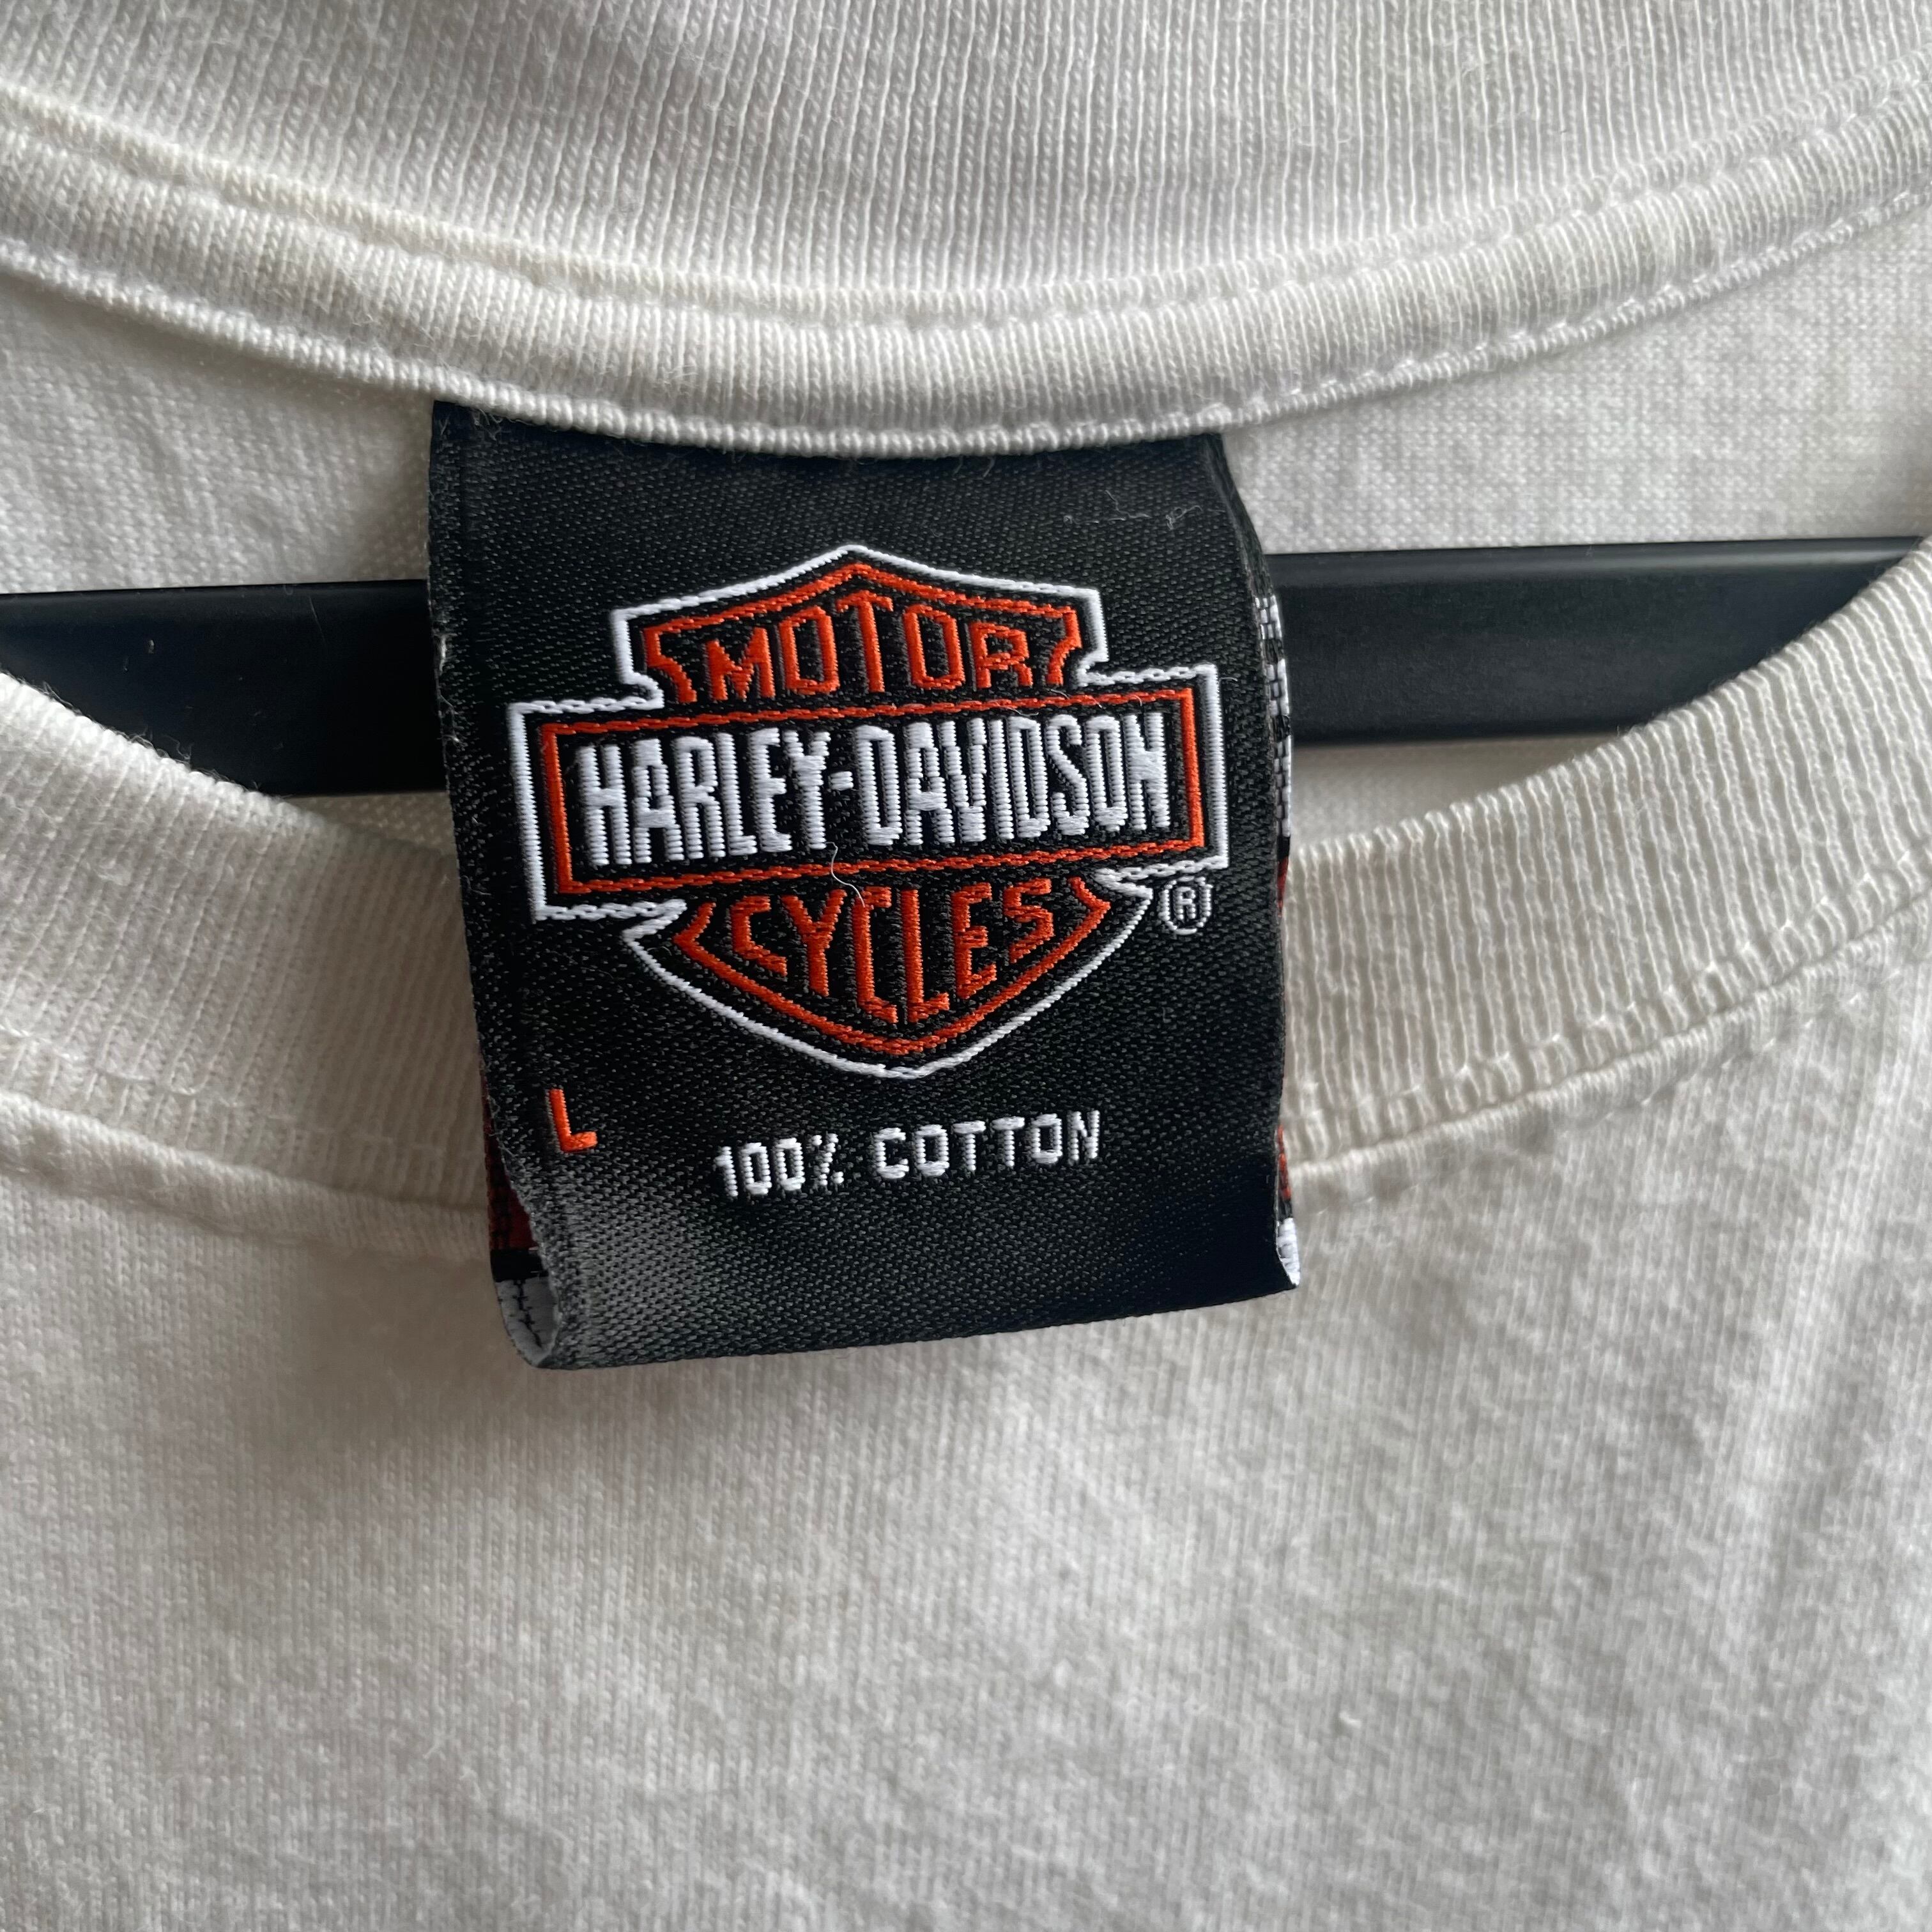 MOTOR
HARLEY-DAVIDSON
CYCLES
®
L
100% COTTON